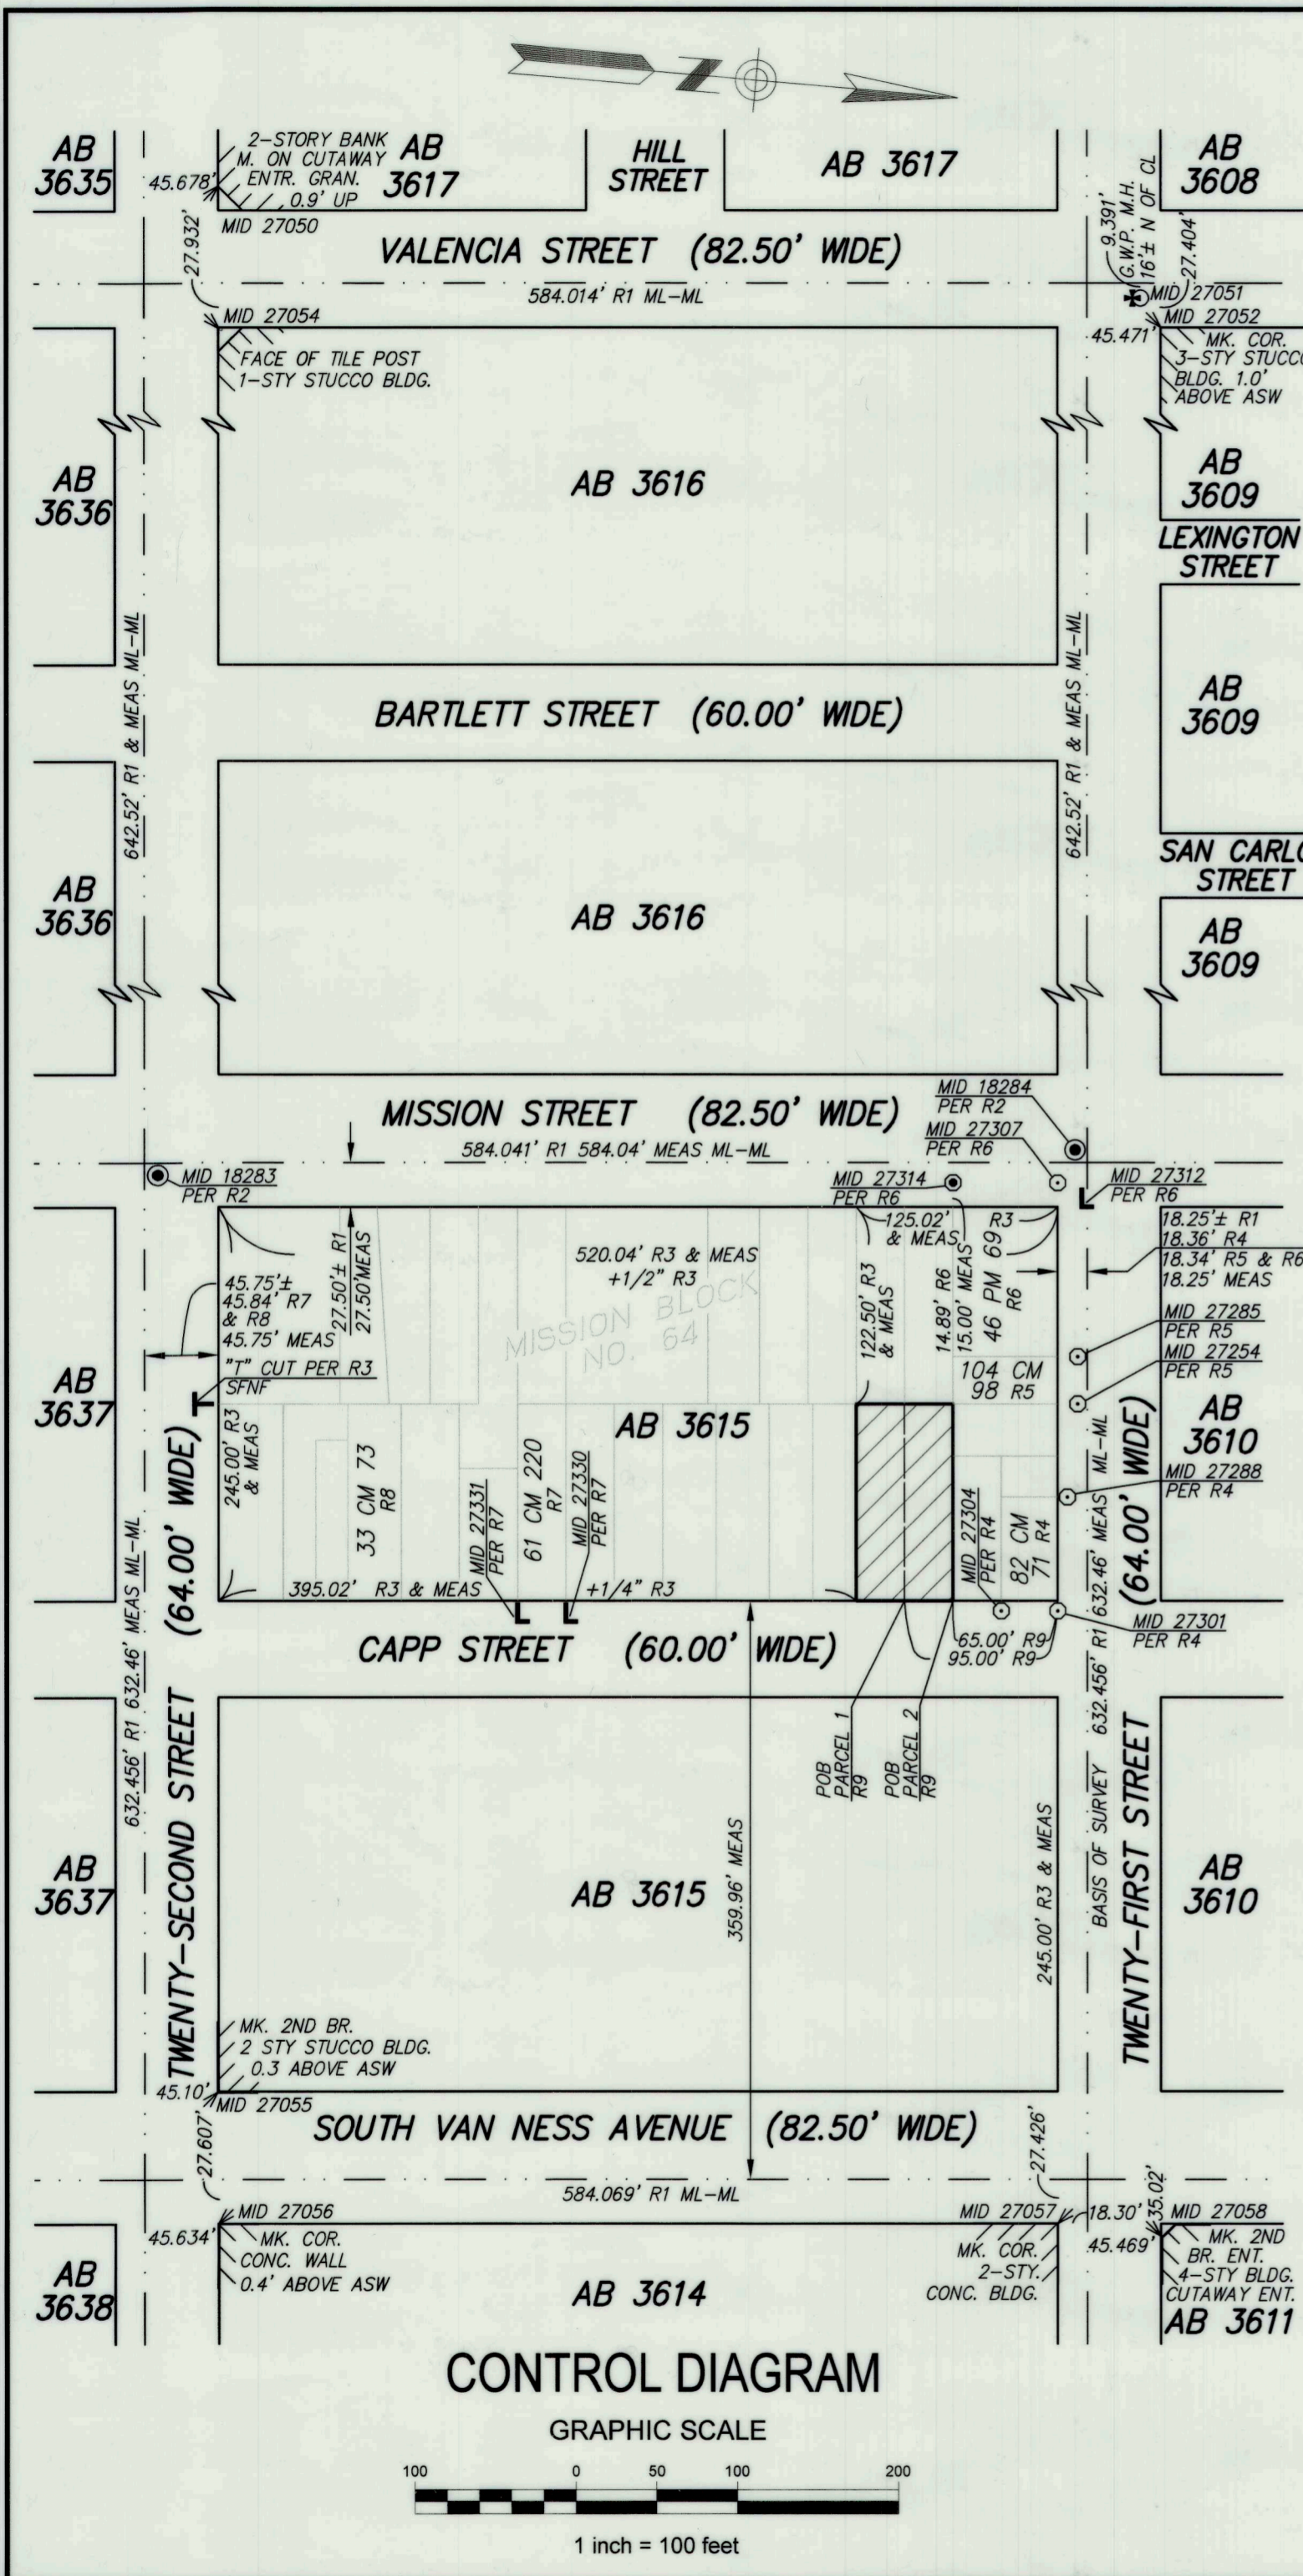 N
AB
3635
45.678'
2-STORY BANK
M. ON CUTAWAY
ENTR. GRAN.
0.9' UP
AB
3617
HILL
STREET
AB 3617
AB
3608
MID 27050
27.932'
VALENCIA STREET (82.50' WIDE)
584.014' R1 ML-ML
9.391'
G.W.P. M.H.
16'± N OF CL
27.404'
MID 27051
MID 27054
MID 27052
45.471'
FACE OF TILE POST
1-STY STUCCO BLDG.
MK. COR.
3-STY STUCCO
BLDG. 1.0'
ABOVE ASW
AB
3636
AB 3616
AB
3609
LEXINGTON
STREET
642.52' R1 & MEAS ML-ML
642.52' R1 & MEAS ML-ML
BARTLETT STREET (60.00' WIDE)
AB
3609
SAN CARLO
STREET
AB
3636
AB 3616
AB
3609
MISSION STREET (82.50' WIDE)
584.041' R1 584.04' MEAS ML-ML
MID 18284
PER R2
MID 27307
PER R6
MID 18283
PER R2
MID 27314
PER R6
MID 27312
PER R6
45.75'±
45.84' R7
& R8
45.75' MEAS
27.50'± R1
27.50'MEAS
520.04' R3 & MEAS
+1/2" R3
125.02'
& MEAS
R3
18.25'± R1
18.36' R4
18.34' R5 & R6
18.25' MEAS
MISSION BLOCK
NO. 64
122.50' R3
& MEAS
14.89' R6
15.00' MEAS
46 PM 69
R6
MID 27285
PER R5
MID 27254
PER R5
"T" CUT PER R3
SFNF
104 CM
98 R5
AB
3637
245.00' R3
& MEAS
AB 3615
AB
3610
(64.00' WIDE)
33 CM 73
R8
MID 27331
PER R7
61 CM 220
R7
MID 27330
PER R7
MID 27304
PER R4
82 CM
71 R4
MID 27288
PER R4
ML-ML
(64.00' WIDE)
395.02' R3 & MEAS
+1/4" R3
MID 27301
PER R4
CAPP STREET (60.00' WIDE)
65.00' R9
95.00' R9
632.456' R1 632.46' MEAS ML-ML
632.456' R1 632.46' MEAS
POB
PARCEL 1
R9
POB
PARCEL 2
R9
TWENTY-SECOND STREET
AB
3637
AB 3615
359.96' MEAS
245.00' R3 & MEAS
BASIS OF SURVEY
TWENTY-FIRST STREET
AB
3610
MK. 2ND BR.
2 STY STUCCO BLDG.
0.3 ABOVE ASW
45.10'
MID 27055
SOUTH VAN NESS AVENUE (82.50' WIDE)
27.607'
27.426'
584.069' R1 ML-ML
35.02'
MID 27056
MID 27057
18.30'
MID 27058
45.634'
MK. COR.
CONC. WALL
0.4' ABOVE ASW
MK. COR.
2-STY.
CONC. BLDG.
45.469'
MK. 2ND
BR. ENT.
4-STY BLDG.
CUTAWAY ENT.
AB
3638
AB 3614
AB 3611
CONTROL DIAGRAM
GRAPHIC SCALE
100 0 50 100 200
1 inch = 100 feet